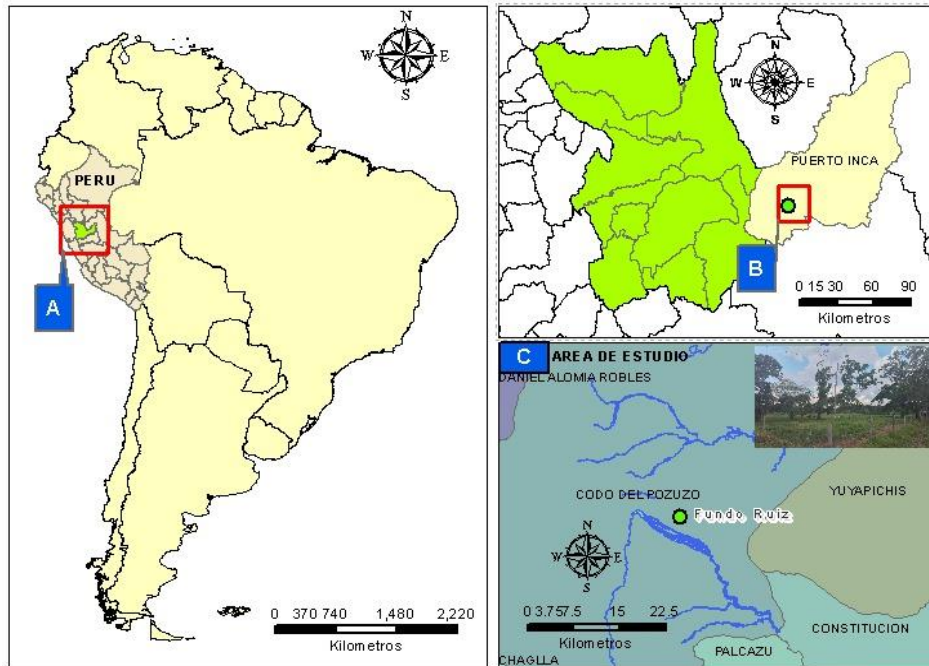 N
W E
S
PERU
A
0 370 740 1,480 2,220
Kilometros
N
W E
S
PUERTO INCA
B
0 15 30 60 90
Kilometros
C AREA DE ESTUDIO
DANIEL ALOMIA ROBLES
YUYAPICHIS
CODO DEL POZUZO
Fundo Ruiz
N
W E
S
0 3.757.5 15 22.5
Kilometros
CONSTITUCION
PALCAZU
CHAGLLA